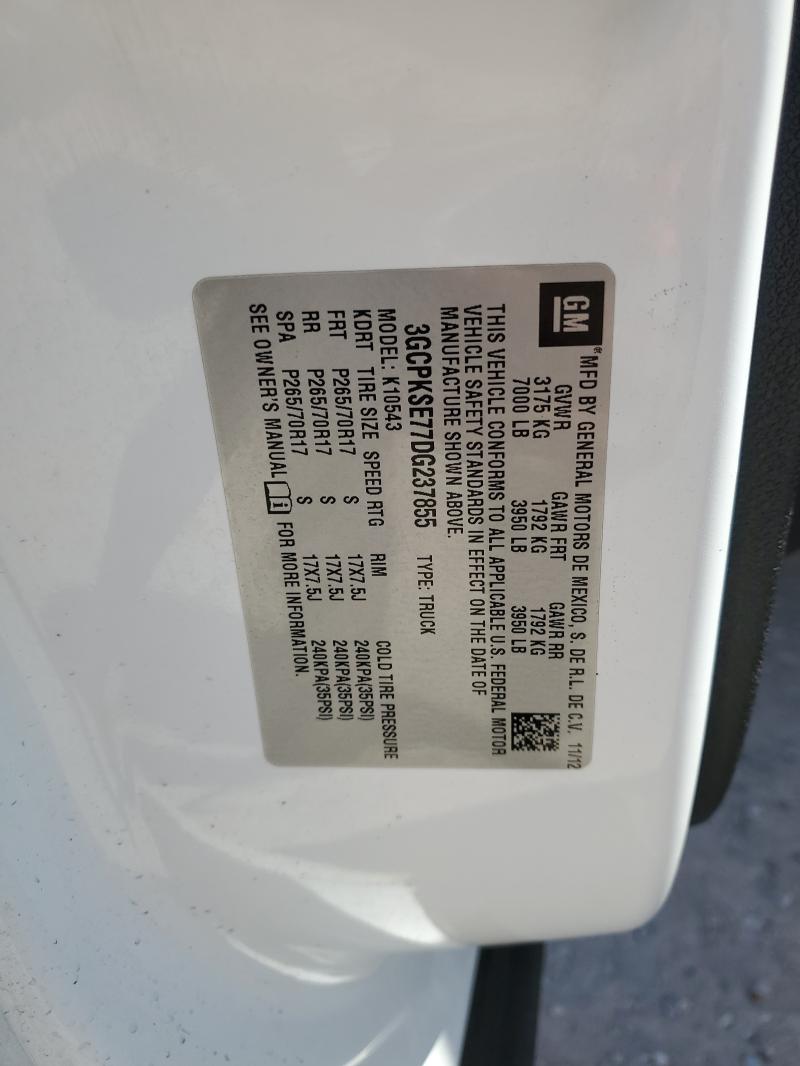 GM ® MFD BY GENERAL MOTORS DE MEXICO, S. DE R.L. DE C.V. 11/12
GVWR GAWR FRT GAWR RR
3175 KG 1792 KG 1792 KG
7000 LB 3950 LB 3950 LB
THIS VEHICLE CONFORMS TO ALL APPLICABLE U.S. FEDERAL MOTOR
VEHICLE SAFETY STANDARDS IN EFFECT ON THE DATE OF
MANUFACTURE SHOWN ABOVE.
3GCPKSE77DG237855 TYPE: TRUCK
MODEL: K10543
KDRT TIRE SIZE SPEED RTG RIM COLD TIRE PRESSURE
FRT P265/70R17 S 17X7.5J 240KPA(35PSI)
RR P265/70R17 S 17X7.5J 240KPA(35PSI)
SPA P265/70R17 S 17X7.5J 240KPA(35PSI)
SEE OWNER'S MANUAL i FOR MORE INFORMATION.